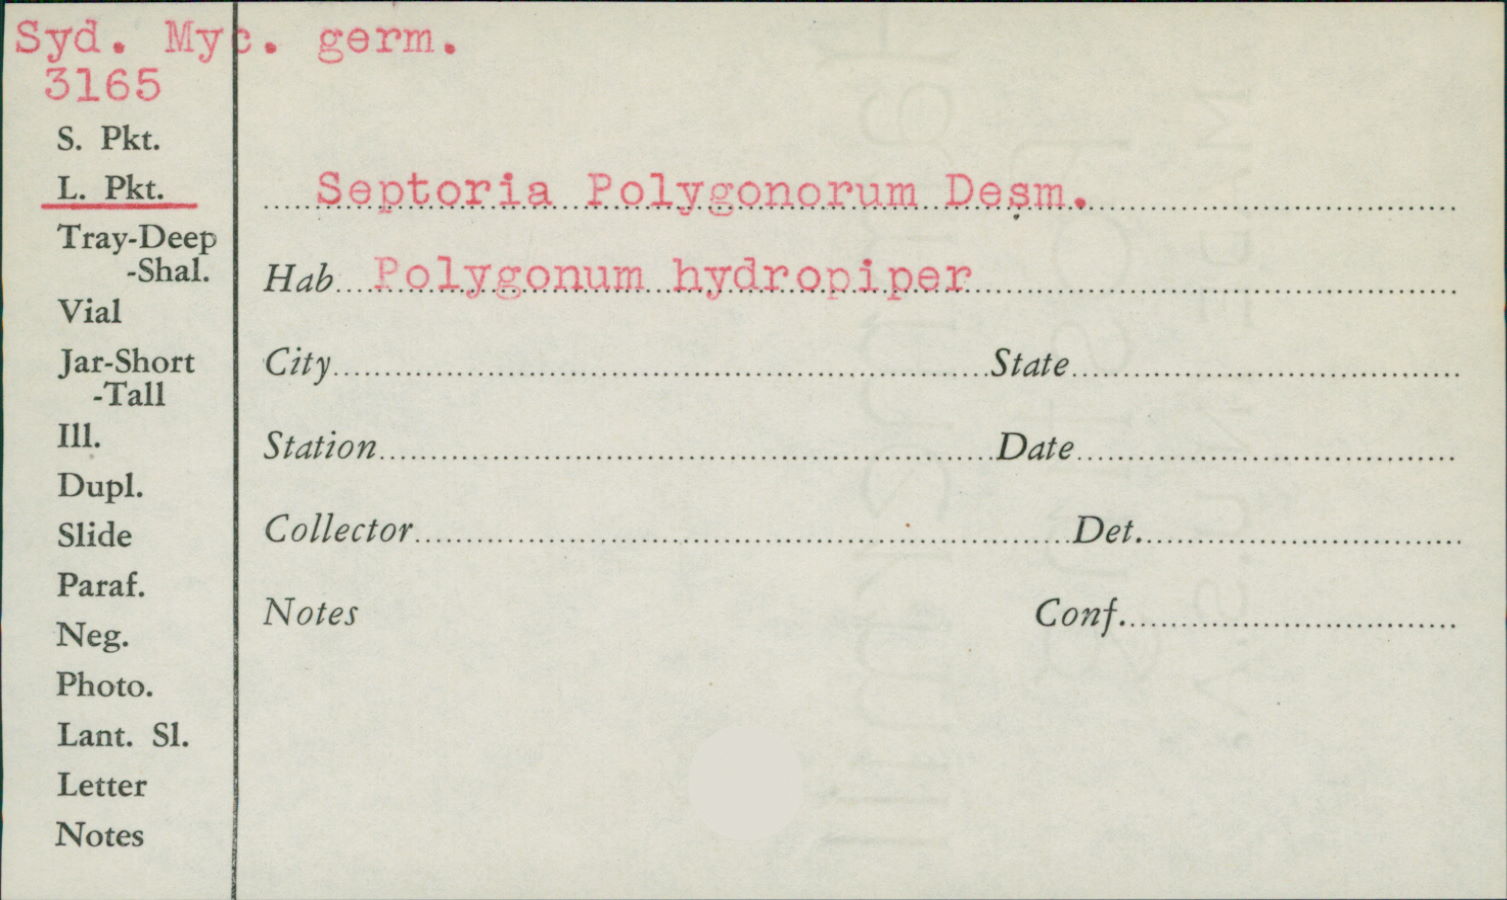 Syd. Myc. germ.
3165
S. Pkt.
L. Pkt.
Tray-Deep
-Shal.
Vial
Jar-Short
-Tall
Ill.
Dupl.
Slide
Paraf.
Neg.
Photo.
Lant. Sl.
Letter
Notes
Septoria Polygonorum Desm.
Hab. Polygonum hydropiper
City State
Station Date
Collector Det.
Notes Conf.